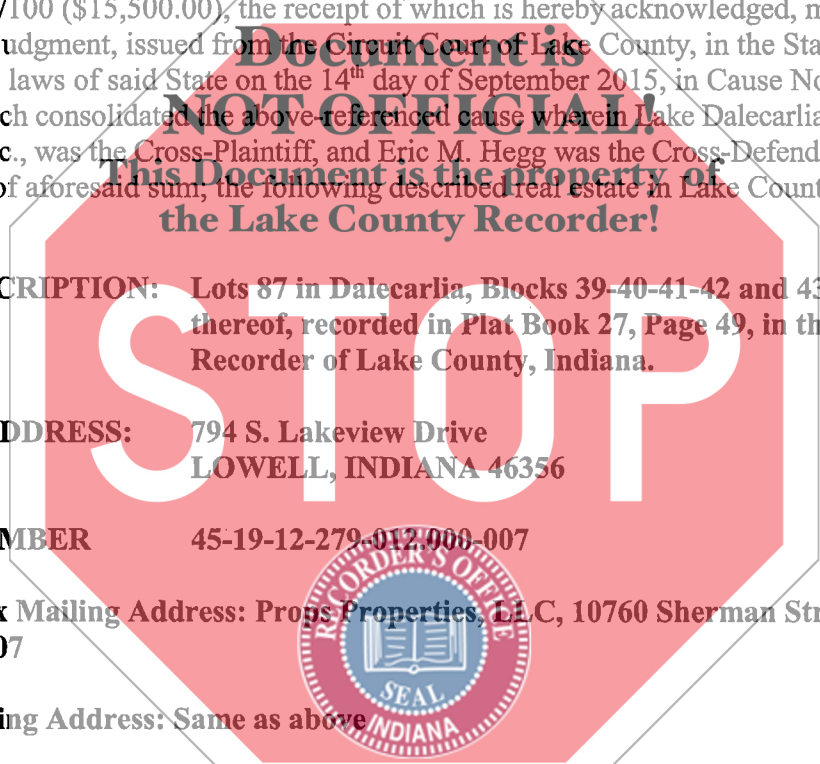 /100 ($15,500.00), the receipt of which is hereby acknowledged, m
udgment, issued from the Circuit Court of Lake County, in the Sta
laws of said State on the 14th day of September 2015, in Cause No
ch consolidated the above-referenced cause wherein Lake Dalecarlia
c., was the Cross-Plaintiff, and Eric M. Hegg was the Cross-Defend
of aforesaid sum, the following described real estate in Lake Count
Document is
NOT OFFICIAL!
This Document is the property of
the Lake County Recorder!
CRIPTION: Lots 87 in Dalecarlia, Blocks 39-40-41-42 and 43
thereof, recorded in Plat Book 27, Page 49, in th
Recorder of Lake County, Indiana.
STOP
DDRESS: 794 S. Lakeview Drive
LOWELL, INDIANA 46356
MBER 45-19-12-279-012.000-007
x Mailing Address: Props Properties, LLC, 10760 Sherman Str
07
ing Address: Same as above
RECORDER'S OFFICE
SEAL
INDIANA